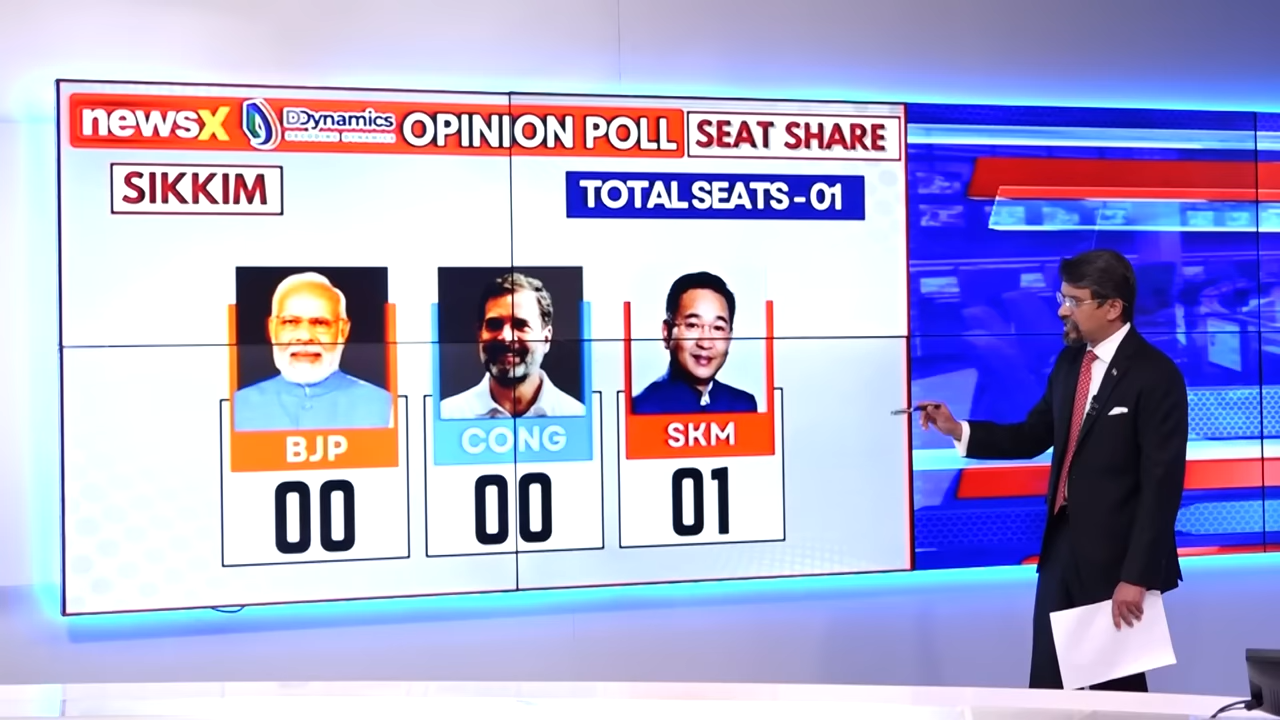 newsX DDynamics OPINION POLL SEAT SHARE
DECODING DYNAMICS
SIKKIM TOTAL SEATS - 01
BJP CONG SKM
00 00 01